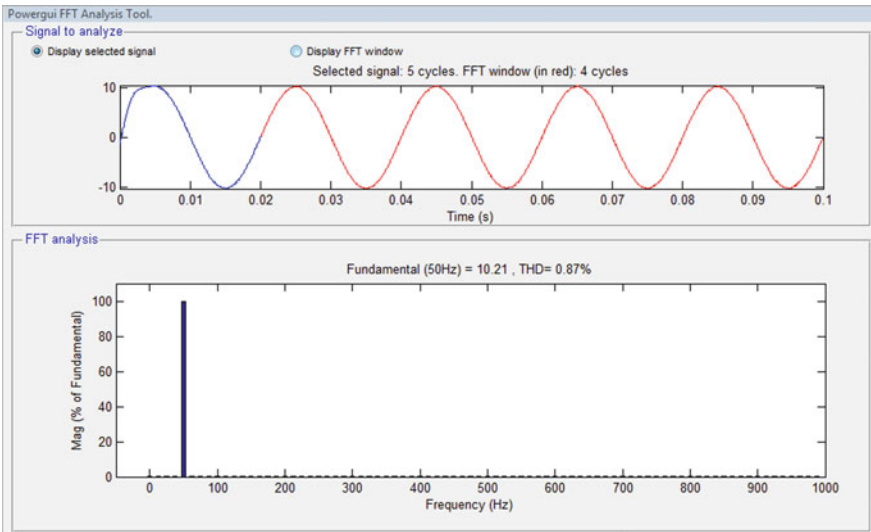 Powergui FFT Analysis Tool.
Signal to analyze
Display selected signal
Display FFT window
Selected signal: 5 cycles. FFT window (in red): 4 cycles
10
0
-10
0 0.01 0.02 0.03 0.04 0.05 0.06 0.07 0.08 0.09 0.1
Time (s)
FFT analysis
Fundamental (50Hz) = 10.21 , THD= 0.87%
Mag (% of Fundamental)
100
80
60
40
20
0
0 100 200 300 400 500 600 700 800 900 1000
Frequency (Hz)